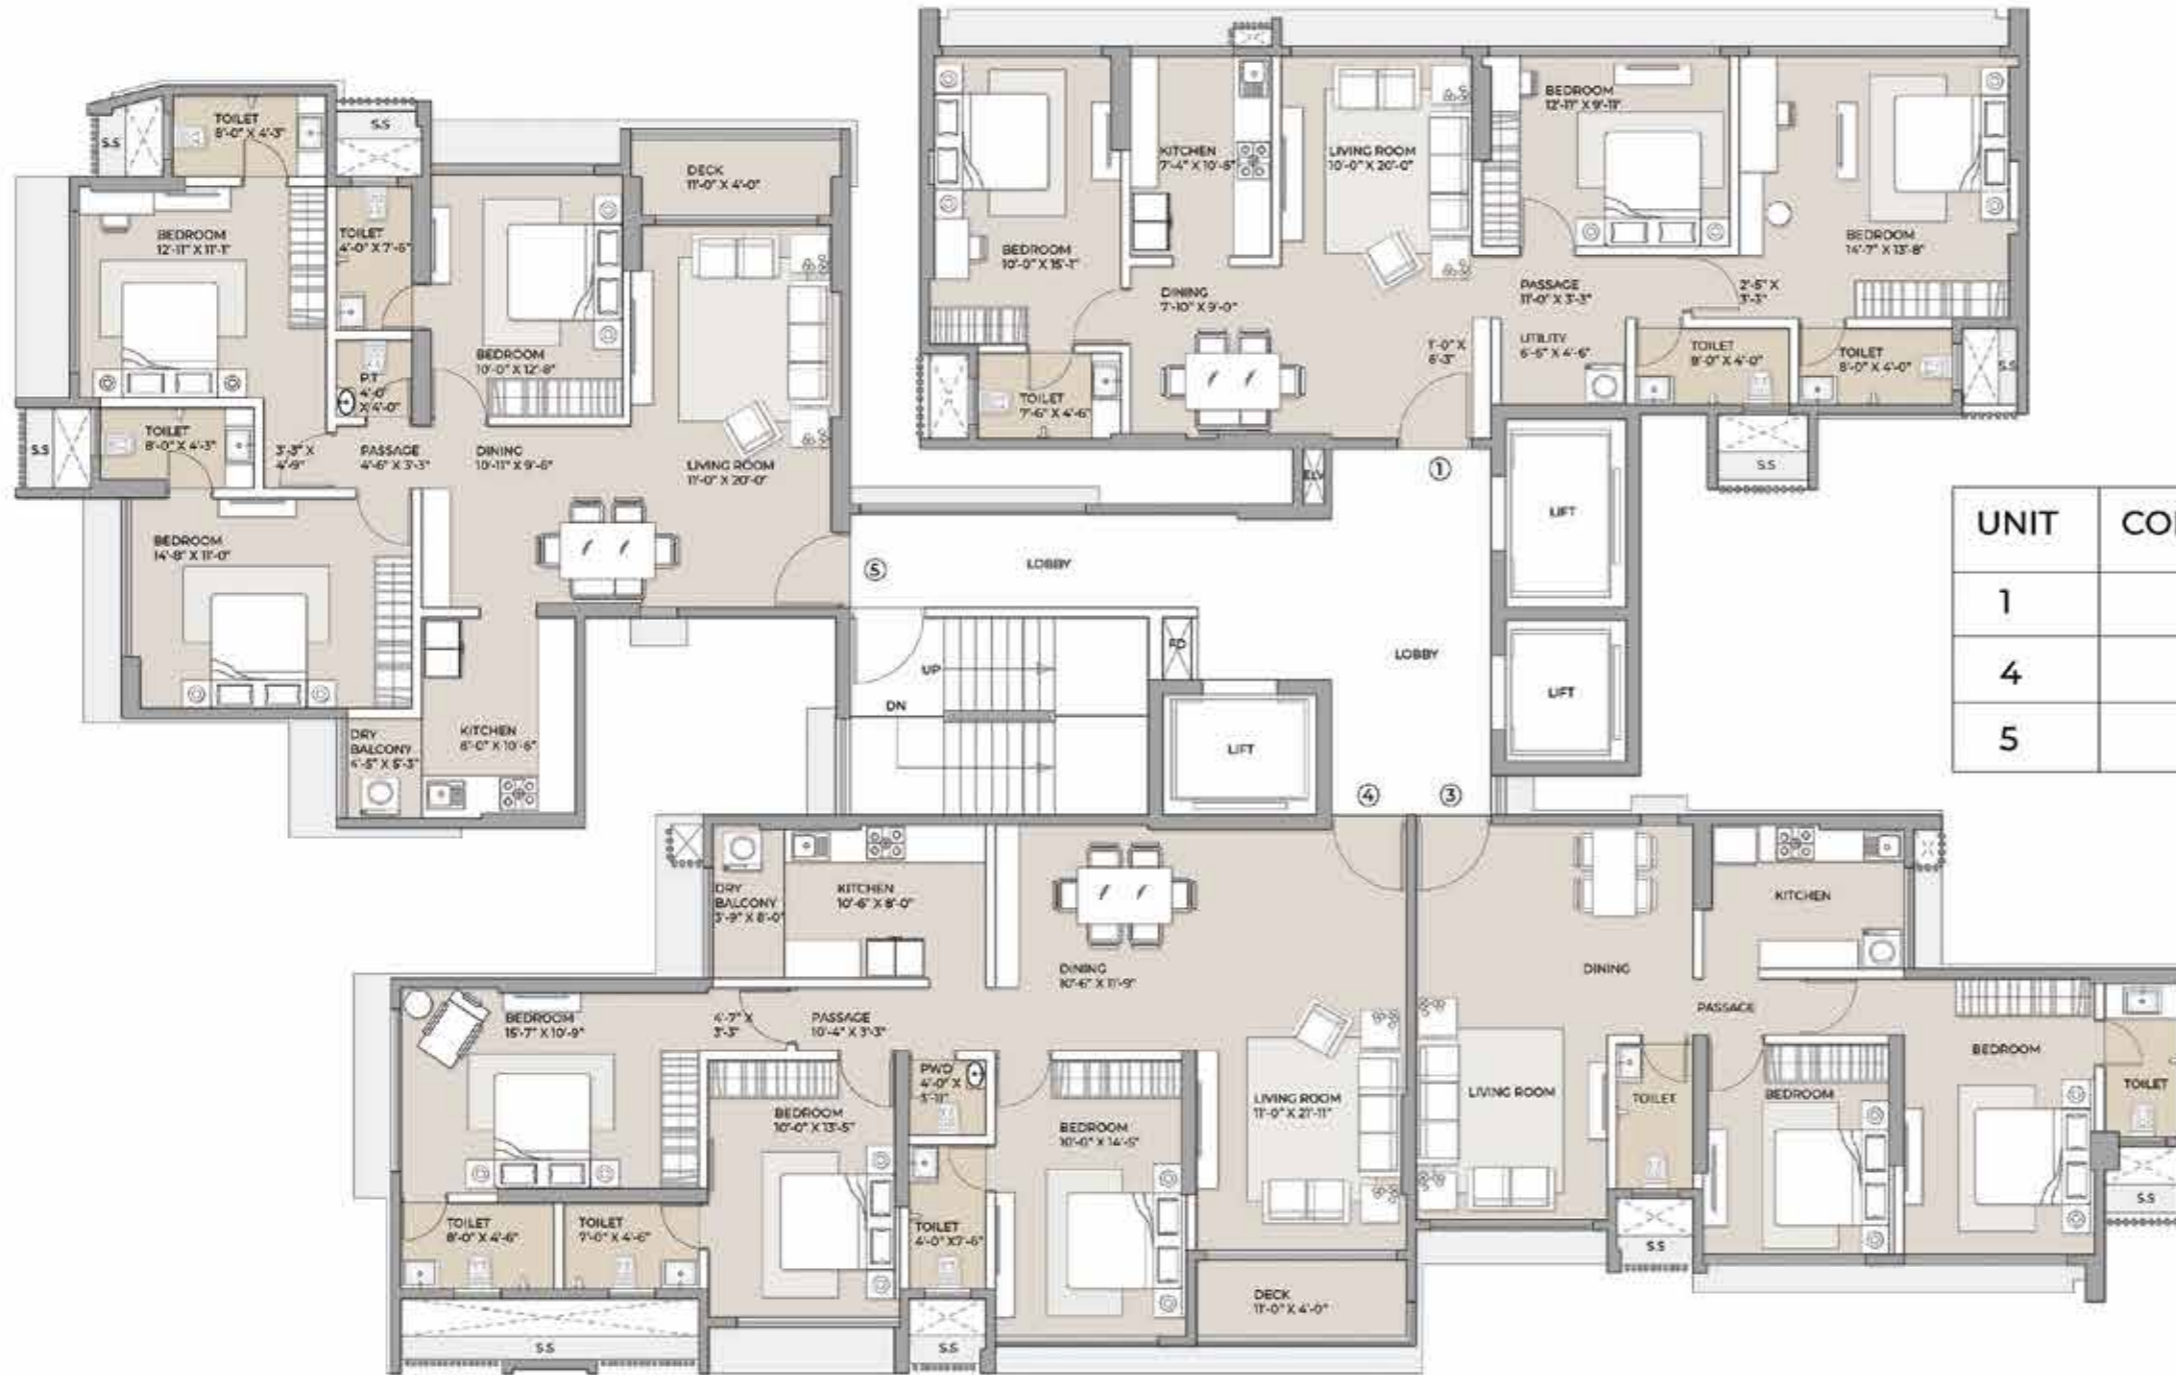 TOILET
8'-0" X 4'-3"
S.S
S.S
DECK
11'-0" X 4'-0"
BEDROOM
12'-11" X 11'-1"
TOILET
4'-0" X 7'-6"
BEDROOM
10'-0" X 12'-8"
P.T
4'-0"
X 4'-0"
TOILET
8'-0" X 4'-3"
S.S
3'-3" X
4'-9"
PASSAGE
4'-6" X 3'-3"
DINING
10'-11" X 9'-6"
LIVING ROOM
11'-0" X 20'-0"
BEDROOM
14'-8" X 11'-0"
DRY
BALCONY
4'-5" X 5'-3"
KITCHEN
8'-0" X 10'-6"
5
BEDROOM
10'-0" X 15'-1"
KITCHEN
7'-4" X 10'-6"
LIVING ROOM
10'-0" X 20'-0"
BEDROOM
12'-11" X 9'-11"
BEDROOM
14'-7" X 13'-8"
DINING
7'-10" X 9'-0"
PASSAGE
11'-0" X 3'-3"
2'-5" X
3'-3"
1'-0" X
6'-3"
UTILITY
6'-6" X 4'-6"
TOILET
8'-0" X 4'-0"
TOILET
8'-0" X 4'-0"
S.S
TOILET
7'-6" X 4'-6"
S.S
1
ELV
LIFT
LOBBY
LOBBY
FD
UP
DN
LIFT
LIFT
4
3
UNIT
1
4
5
DRY
BALCONY
3'-9" X 8'-0"
KITCHEN
10'-6" X 8'-0"
DINING
10'-6" X 11'-9"
BEDROOM
15'-7" X 10'-9"
4'-7" X
3'-3"
PASSAGE
10'-4" X 3'-3"
PWD
4'-0" X
3'-11"
BEDROOM
10'-0" X 13'-5"
BEDROOM
10'-0" X 14'-5"
LIVING ROOM
11'-0" X 21'-11"
TOILET
8'-0" X 4'-6"
TOILET
7'-0" X 4'-6"
TOILET
4'-0" X7'-6"
DECK
11'-0" X 4'-0"
S.S
S.S
KITCHEN
DINING
PASSAGE
BEDROOM
LIVING ROOM
TOILET
BEDROOM
TOILET
S.S
S.S